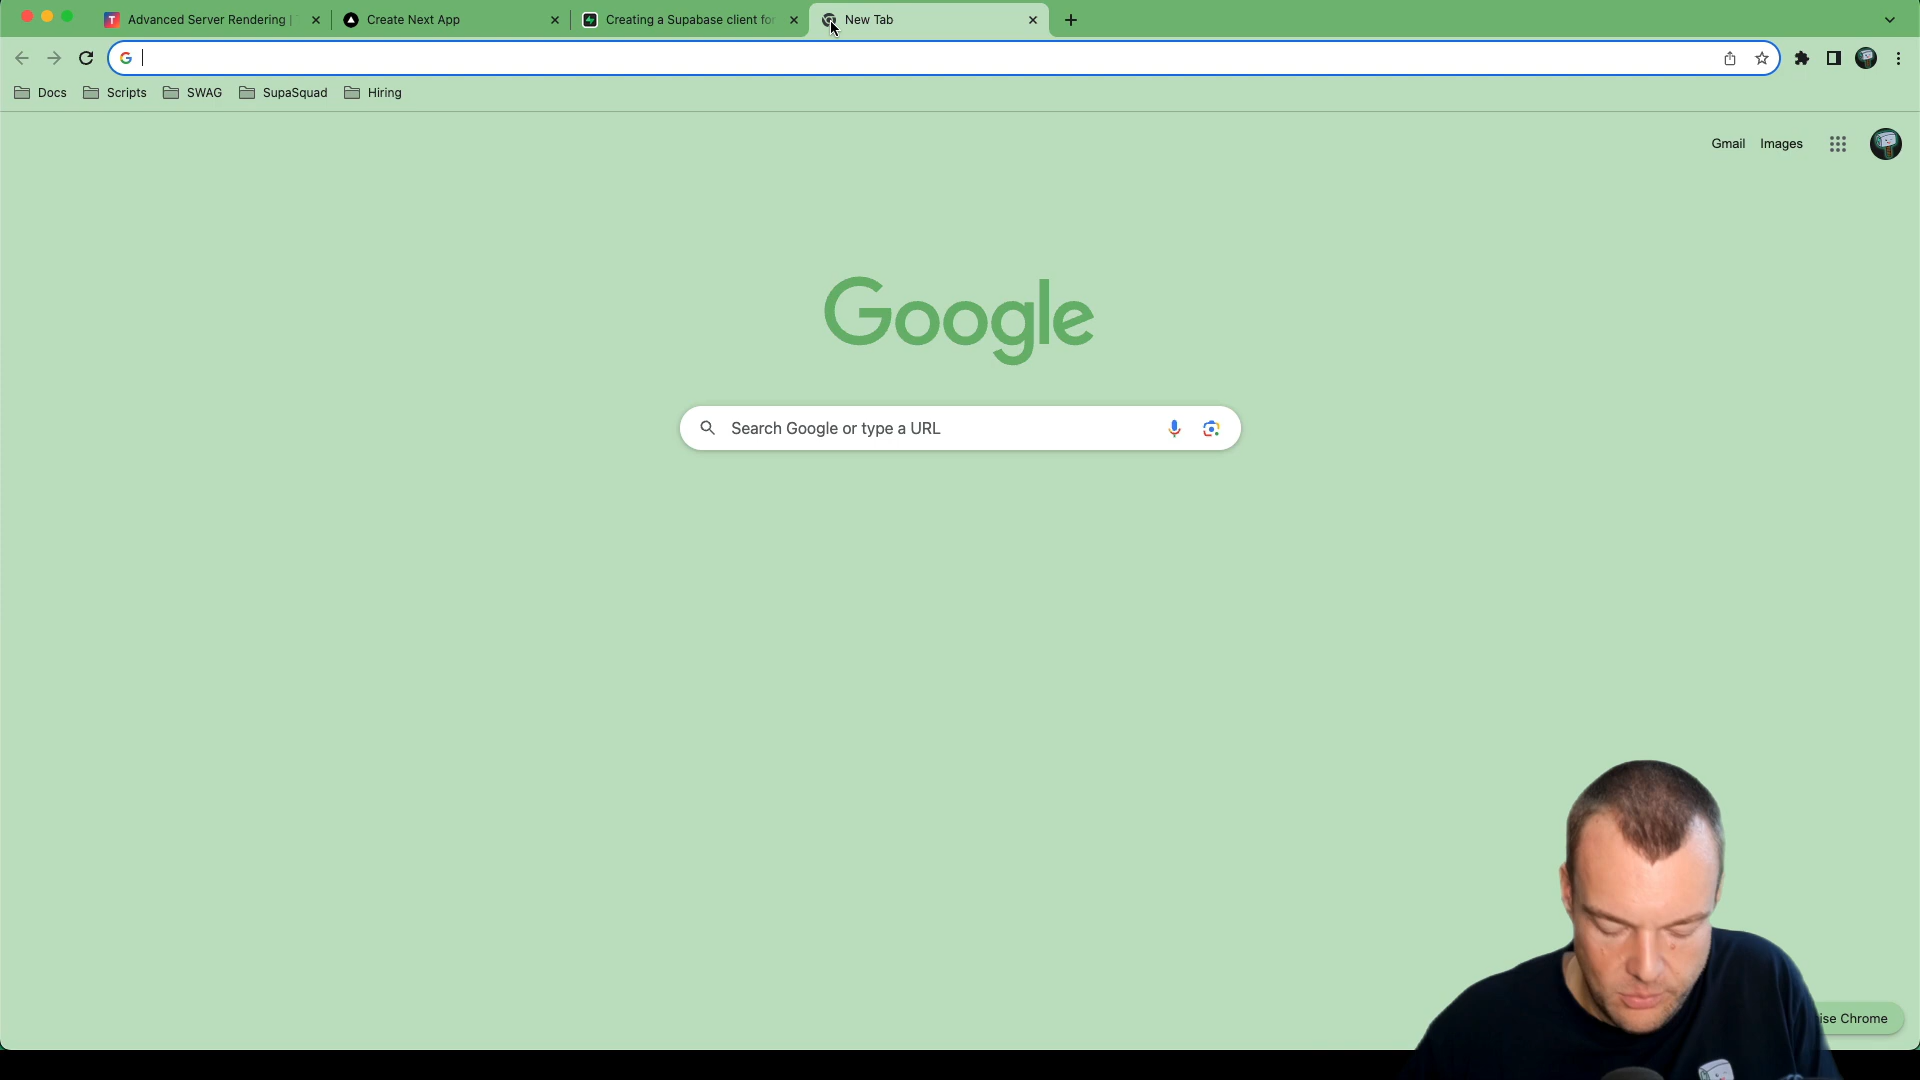 Advanced Server Rendering |
Create Next App
Creating a Supabase client for
New Tab
Docs
Scripts
SWAG
SupaSquad
Hiring
Gmail
Images
Google
Search Google or type a URL
ise Chrome